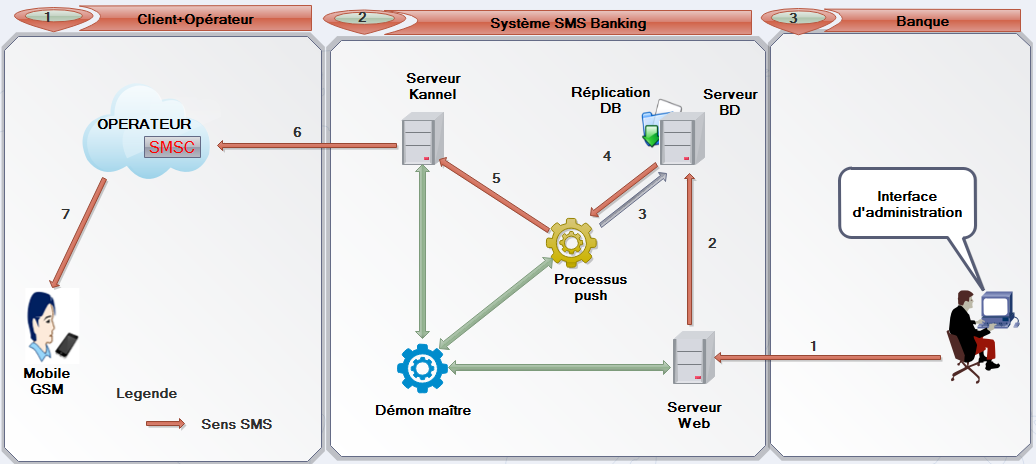 1
Client+Opérateur
2
Système SMS Banking
3
Banque
Serveur
Kannel
Réplication
DB
Serveur
BD
OPERATEUR
SMSC
6
5
4
3
2
7
1
Interface
d'administration
Processus
push
Mobile
GSM
Démon maître
Serveur
Web
Legende
Sens SMS